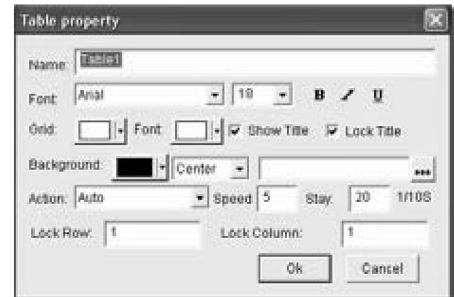 Table property
Name: Table1
Font: Arial 18 B I U
Grid: Font: Show Title Lock Title
Background: Center ...
Action: Auto Speed 5 Stay: 20 1/10S
Lock Row: 1 Lock Column: 1
Ok Cancel